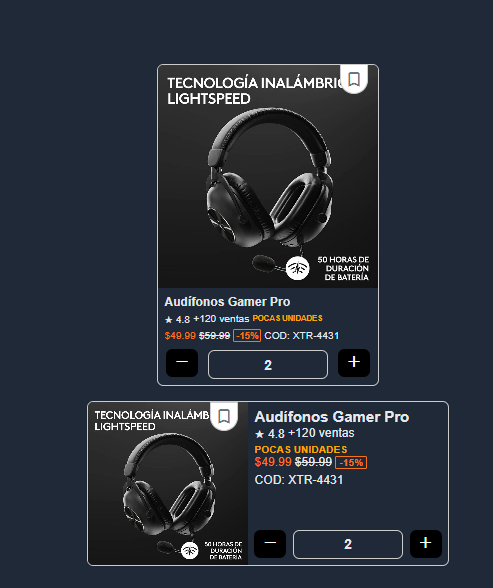 TECNOLOGÍA INALÁMBRIC
LIGHTSPEED
50 HORAS DE
DURACIÓN
DE BATERÍA
Audífonos Gamer Pro
★ 4.8 +120 ventas POCAS UNIDADES
$49.99 $59.99 -15% COD: XTR-4431
− 2 +
TECNOLOGÍA INALÁMB
LIGHTSPEED
50 HORAS DE
DURACIÓN
DE BATERÍA
Audífonos Gamer Pro
★ 4.8 +120 ventas
POCAS UNIDADES
$49.99 $59.99 -15%
COD: XTR-4431
− 2 +